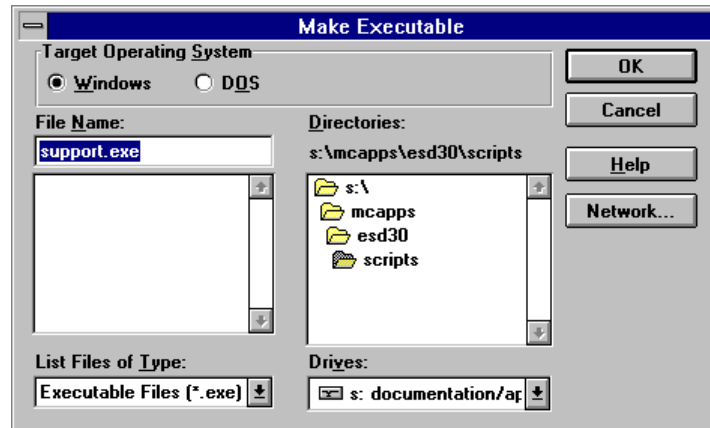 Make Executable
Target Operating System
Windows
DOS
OK
Cancel
Help
Network...
File Name:
support.exe
Directories:
s:\mcapps\esd30\scripts
s:\
mcapps
esd30
scripts
List Files of Type:
Executable Files (*.exe)
Drives:
s: documentation/ap